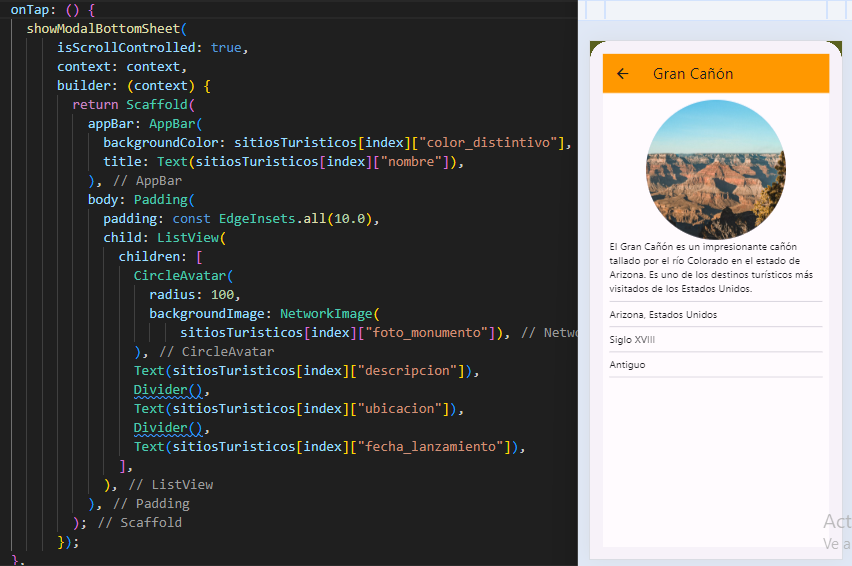 onTap: () {
showModalBottomSheet(
isScrollControlled: true,
context: context,
builder: (context) {
return Scaffold(
appBar: AppBar(
backgroundColor: sitiosTuristicos[index]["color_distintivo"],
title: Text(sitiosTuristicos[index]["nombre"]),
), // AppBar
body: Padding(
padding: const EdgeInsets.all(10.0),
child: ListView(
children: [
CircleAvatar(
radius: 100,
backgroundImage: NetworkImage(
sitiosTuristicos[index]["foto_monumento"]), // Netwo
), // CircleAvatar
Text(sitiosTuristicos[index]["descripcion"]),
Divider(),
Text(sitiosTuristicos[index]["ubicacion"]),
Divider(),
Text(sitiosTuristicos[index]["fecha_lanzamiento"]),
],
), // ListView
), // Padding
); // Scaffold
});
},
Gran Cañón
El Gran Cañón es un impresionante cañón
tallado por el río Colorado en el estado de
Arizona. Es uno de los destinos turísticos más
visitados de los Estados Unidos.
Arizona, Estados Unidos
Siglo XVIII
Antiguo
Act
Ve a